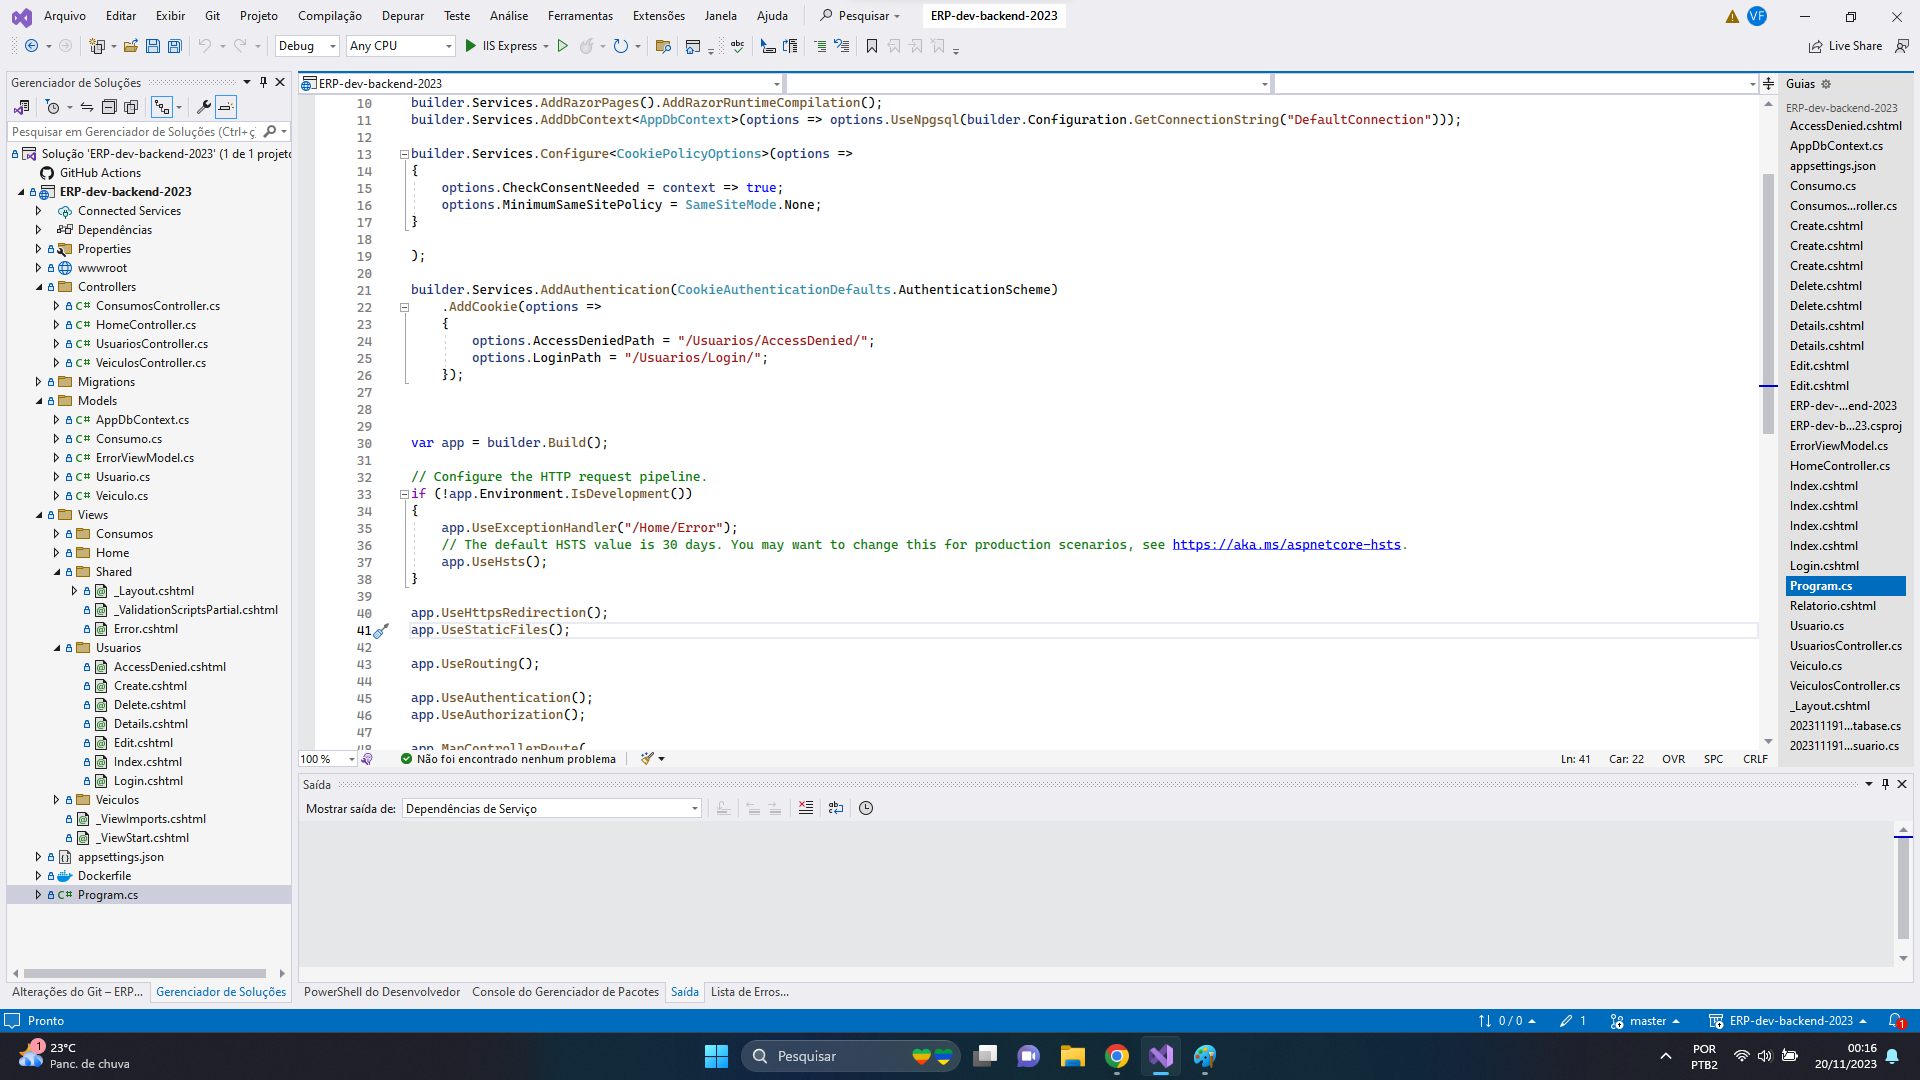 Arquivo Editar Exibir Git Projeto Compilação Depurar Teste Análise Ferramentas Extensões Janela Ajuda Pesquisar ERP-dev-backend-2023 VF
Debug Any CPU IIS Express Live Share
Gerenciador de Soluções
Pesquisar em Gerenciador de Soluções (Ctrl+ç)
Solução 'ERP-dev-backend-2023' (1 de 1 projeto
GitHub Actions
ERP-dev-backend-2023
Connected Services
Dependências
Properties
wwwroot
Controllers
C# ConsumosController.cs
C# HomeController.cs
C# UsuariosController.cs
C# VeiculosController.cs
Migrations
Models
C# AppDbContext.cs
C# Consumo.cs
C# ErrorViewModel.cs
C# Usuario.cs
C# Veiculo.cs
Views
Consumos
Home
Shared
_Layout.cshtml
_ValidationScriptsPartial.cshtml
Error.cshtml
Usuarios
AccessDenied.cshtml
Create.cshtml
Delete.cshtml
Details.cshtml
Edit.cshtml
Index.cshtml
Login.cshtml
Veiculos
_ViewImports.cshtml
_ViewStart.cshtml
appsettings.json
Dockerfile
C# Program.cs
Alterações do Git – ERP... Gerenciador de Soluções
ERP-dev-backend-2023
10 builder.Services.AddRazorPages().AddRazorRuntimeCompilation();
11 builder.Services.AddDbContext<AppDbContext>(options => options.UseNpgsql(builder.Configuration.GetConnectionString("DefaultConnection")));
12
13 builder.Services.Configure<CookiePolicyOptions>(options =>
14 {
15 options.CheckConsentNeeded = context => true;
16 options.MinimumSameSitePolicy = SameSiteMode.None;
17 }
18
19 );
20
21 builder.Services.AddAuthentication(CookieAuthenticationDefaults.AuthenticationScheme)
22 .AddCookie(options =>
23 {
24 options.AccessDeniedPath = "/Usuarios/AccessDenied/";
25 options.LoginPath = "/Usuarios/Login/";
26 });
27
28
29
30 var app = builder.Build();
31
32 // Configure the HTTP request pipeline.
33 if (!app.Environment.IsDevelopment())
34 {
35 app.UseExceptionHandler("/Home/Error");
36 // The default HSTS value is 30 days. You may want to change this for production scenarios, see https://aka.ms/aspnetcore-hsts.
37 app.UseHsts();
38 }
39
40 app.UseHttpsRedirection();
41 app.UseStaticFiles();
42
43 app.UseRouting();
44
45 app.UseAuthentication();
46 app.UseAuthorization();
47
48 app.MapControllerRoute(
100 % Não foi encontrado nenhum problema Ln: 41 Car: 22 OVR SPC CRLF
Saída
Mostrar saída de: Dependências de Serviço
PowerShell do Desenvolvedor Console do Gerenciador de Pacotes Saída Lista de Erros...
Guias
ERP-dev-backend-2023
AccessDenied.cshtml
AppDbContext.cs
appsettings.json
Consumo.cs
Consumos...roller.cs
Create.cshtml
Create.cshtml
Create.cshtml
Delete.cshtml
Delete.cshtml
Details.cshtml
Details.cshtml
Edit.cshtml
Edit.cshtml
ERP-dev-...end-2023
ERP-dev-b...23.csproj
ErrorViewModel.cs
HomeController.cs
Index.cshtml
Index.cshtml
Index.cshtml
Index.cshtml
Login.cshtml
Program.cs
Relatorio.cshtml
Usuario.cs
UsuariosController.cs
Veiculo.cs
VeiculosController.cs
_Layout.cshtml
202311191...tabase.cs
202311191...suario.cs
Pronto 0 / 0 1 master ERP-dev-backend-2023 1
1 23°C
Panc. de chuva
Pesquisar
POR
PTB2
00:16
20/11/2023